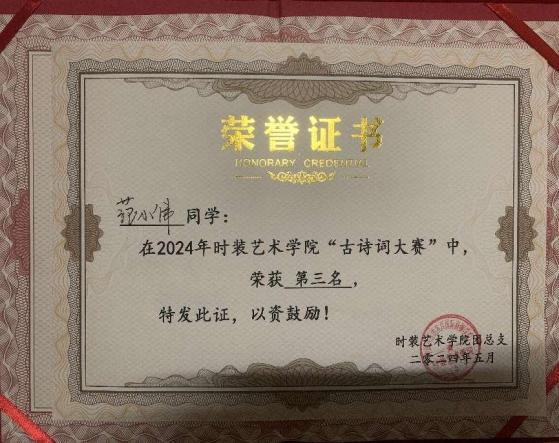 荣誉证书
HONORARY CREDENTIAL
范小伟 同学：
在2024年时装艺术学院“古诗词大赛”中，
荣获 第三名 ，
特发此证，以资鼓励！
时装艺术学院团总支
二零二四年五月